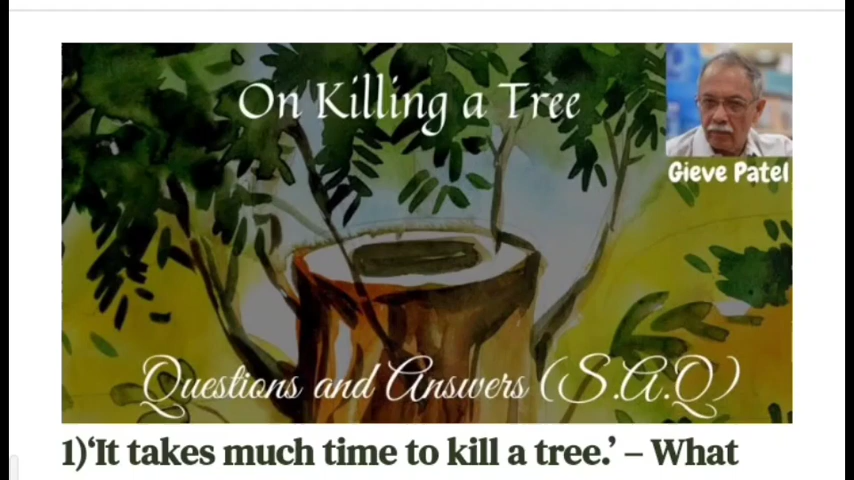 On Killing a Tree
Gieve Patel
Questions and Answers (S.A.Q)
1)‘It takes much time to kill a tree.’ – What